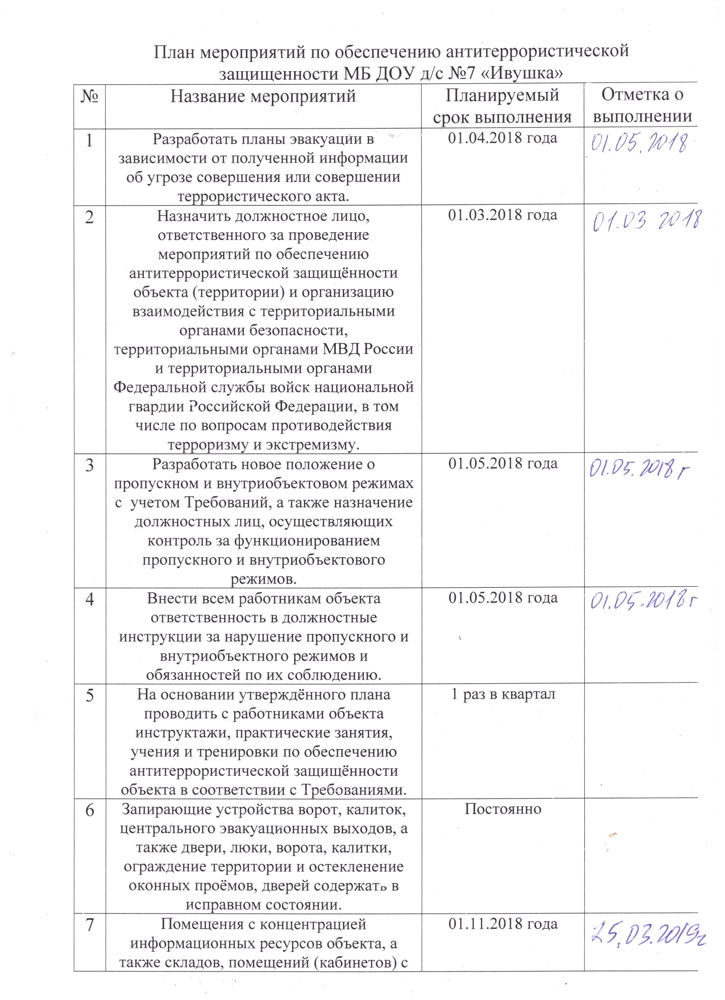 План мероприятий по обеспечению антитеррористической
защищенности МБ ДОУ д/с №7 «Ивушка»
№ Название мероприятий Планируемый Отметка о
срок выполнения выполнении
1 Разработать планы эвакуации в 01.04.2018 года 01.05.2018
зависимости от полученной информации
об угрозе совершения или совершении
террористического акта.
2 Назначить должностное лицо, 01.03.2018 года 01.03 2018
ответственного за проведение
мероприятий по обеспечению
антитеррористической защищённости
объекта (территории) и организацию
взаимодействия с территориальными
органами безопасности,
территориальными органами МВД России
и территориальными органами
Федеральной службы войск национальной
гвардии Российской Федерации, в том
числе по вопросам противодействия
терроризму и экстремизму.
3 Разработать новое положение о 01.05.2018 года 01.05.2018 г
пропускном и внутриобъектовом режимах
с учетом Требований, а также назначение
должностных лиц, осуществляющих
контроль за функционированием
пропускного и внутриобъектового
режимов.
4 Внести всем работникам объекта 01.05.2018 года 01.05.2018 г
ответственность в должностные
инструкции за нарушение пропускного и
внутриобъектного режимов и
обязанностей по их соблюдению.
5 На основании утверждённого плана 1 раз в квартал
проводить с работниками объекта
инструктажи, практические занятия,
учения и тренировки по обеспечению
антитеррористической защищённости
объекта в соответствии с Требованиями.
6 Запирающие устройства ворот, калиток, Постоянно
центрального эвакуационных выходов, а
также двери, люки, ворота, калитки,
ограждение территории и остекленение
оконных проёмов, дверей содержать в
исправном состоянии.
7 Помещения с концентрацией 01.11.2018 года 25.03.2019г
информационных ресурсов объекта, а
также складов, помещений (кабинетов) с